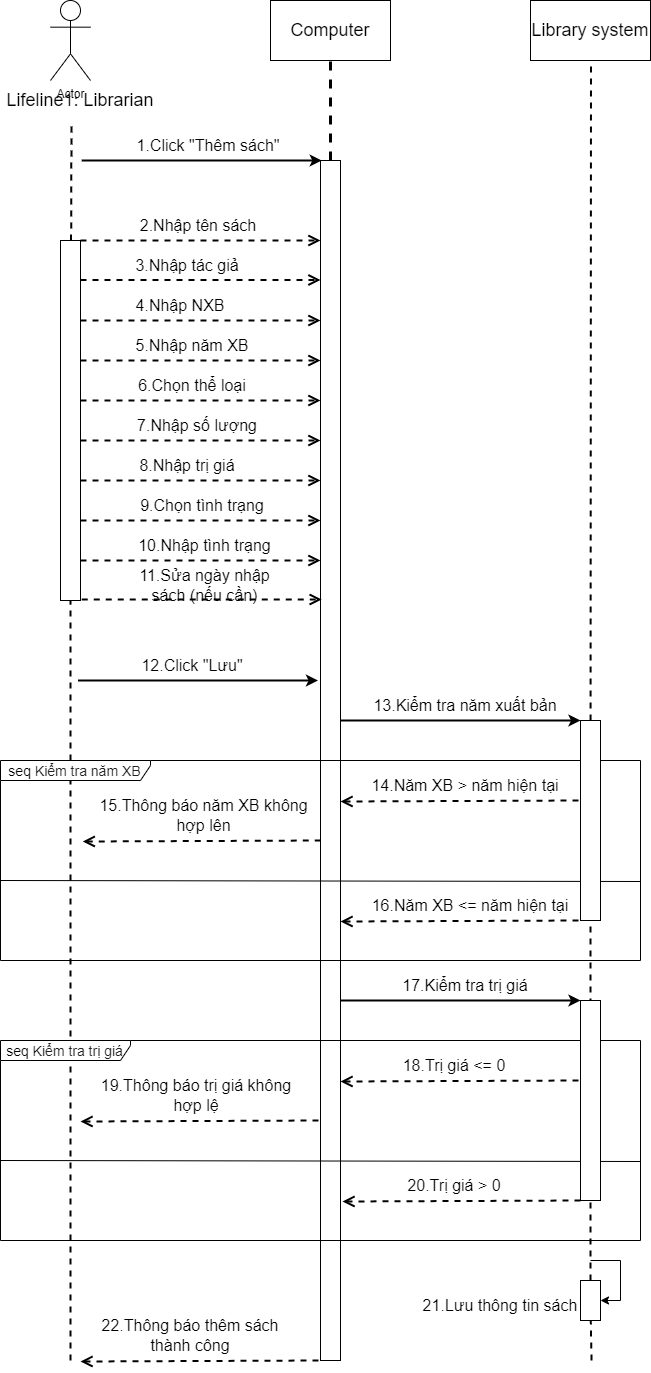 Computer
Library system
Actor
Lifeline1: Librarian
1.Click "Thêm sách"
2.Nhập tên sách
3.Nhập tác giả
4.Nhập NXB
5.Nhập năm XB
6.Chọn thể loại
7.Nhập số lượng
8.Nhập trị giá
9.Chọn tình trạng
10.Nhập tình trạng
11.Sửa ngày nhập
sách (nếu cần)
12.Click "Lưu"
13.Kiểm tra năm xuất bản
seq Kiểm tra năm XB
14.Năm XB > năm hiện tại
15.Thông báo năm XB không
hợp lên
16.Năm XB <= năm hiện tại
17.Kiểm tra trị giá
seq Kiểm tra trị giá
18.Trị giá <= 0
19.Thông báo trị giá không
hợp lệ
20.Trị giá > 0
21.Lưu thông tin sách
22.Thông báo thêm sách
thành công